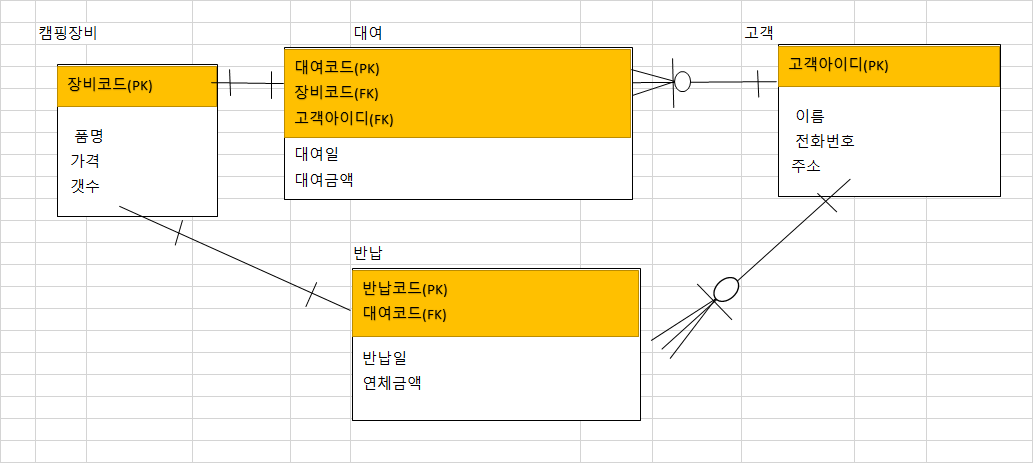 캠핑장비
대여
고객
장비코드(PK)
품명
가격
갯수
대여코드(PK)
장비코드(FK)
고객아이디(FK)
대여일
대여금액
고객아이디(PK)
이름
전화번호
주소
반납
반납코드(PK)
대여코드(FK)
반납일
연체금액